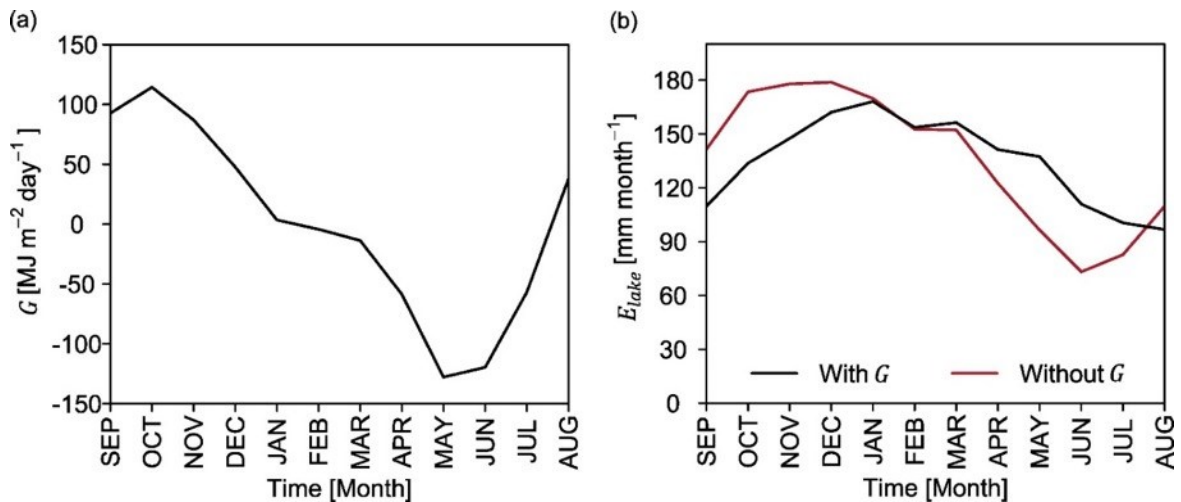 (a)
150
100
50
0
-50
-100
-150
G [MJ m⁻² day⁻¹]
SEP
OCT
NOV
DEC
JAN
FEB
MAR
APR
MAY
JUN
JUL
AUG
Time [Month]
(b)
180
150
120
90
60
30
0
E_lake [mm month⁻¹]
With G
Without G
SEP
OCT
NOV
DEC
JAN
FEB
MAR
APR
MAY
JUN
JUL
AUG
Time [Month]